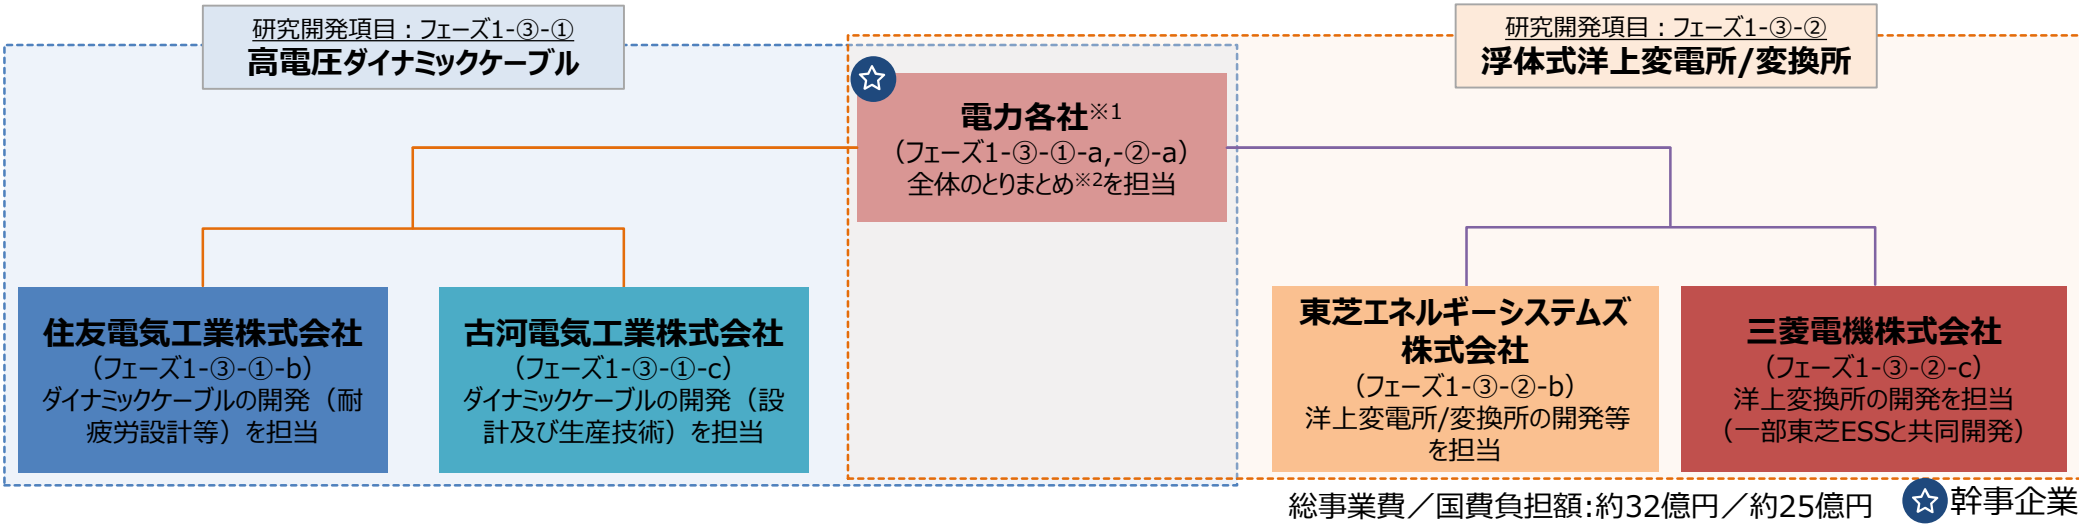 研究開発項目：フェーズ1-③-①
高電圧ダイナミックケーブル
研究開発項目：フェーズ1-③-②
浮体式洋上変電所/変換所
電力各社※1
（フェーズ1-③-①-a,-②-a）
全体のとりまとめ※2を担当
住友電気工業株式会社
（フェーズ1-③-①-b）
ダイナミックケーブルの開発（耐
疲労設計等）を担当
古河電気工業株式会社
（フェーズ1-③-①-c）
ダイナミックケーブルの開発（設
計及び生産技術）を担当
東芝エネルギーシステムズ
株式会社
（フェーズ1-③-②-b）
洋上変電所/変換所の開発等
を担当
三菱電機株式会社
（フェーズ1-③-②-c）
洋上変換所の開発を担当
（一部東芝ESSと共同開発）
総事業費／国費負担額:約32億円／約25億円
幹事企業